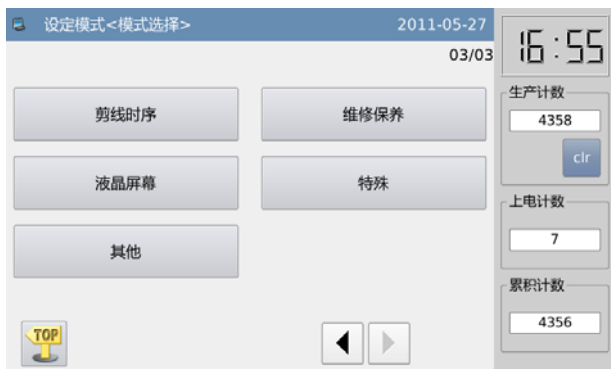 设定模式<模式选择>
2011-05-27
16:55
03/03
剪线时序
维修保养
液晶屏幕
特殊
其他
TOP
生产计数
4358
clr
上电计数
7
累积计数
4356